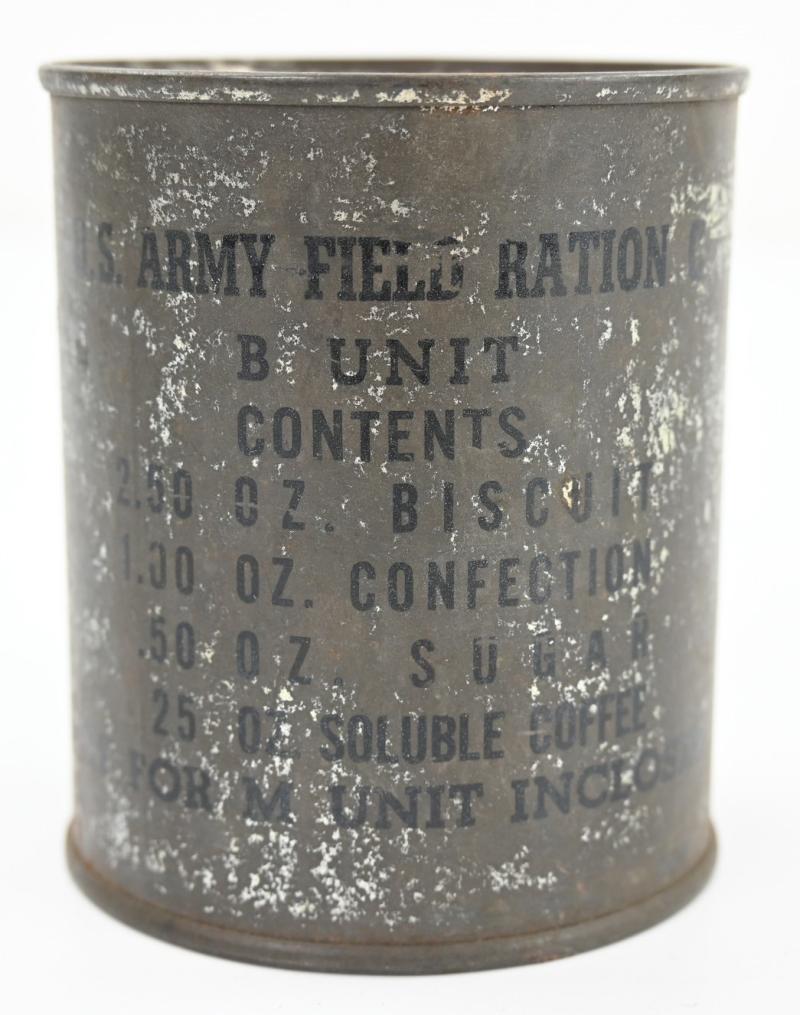 U.S. ARMY FIELD RATION C
B UNIT
CONTENTS
2.50 OZ. BISCUIT
1.00 OZ. CONFECTION
.50 OZ. SUGAR
.25 OZ. SOLUBLE COFFEE
FOR M UNIT INCLOSED